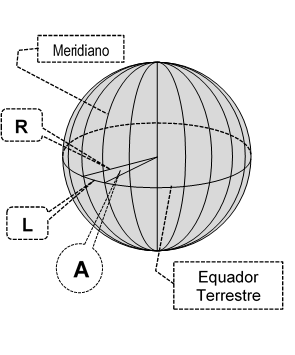 Meridiano
R
L
A
Equador
Terrestre